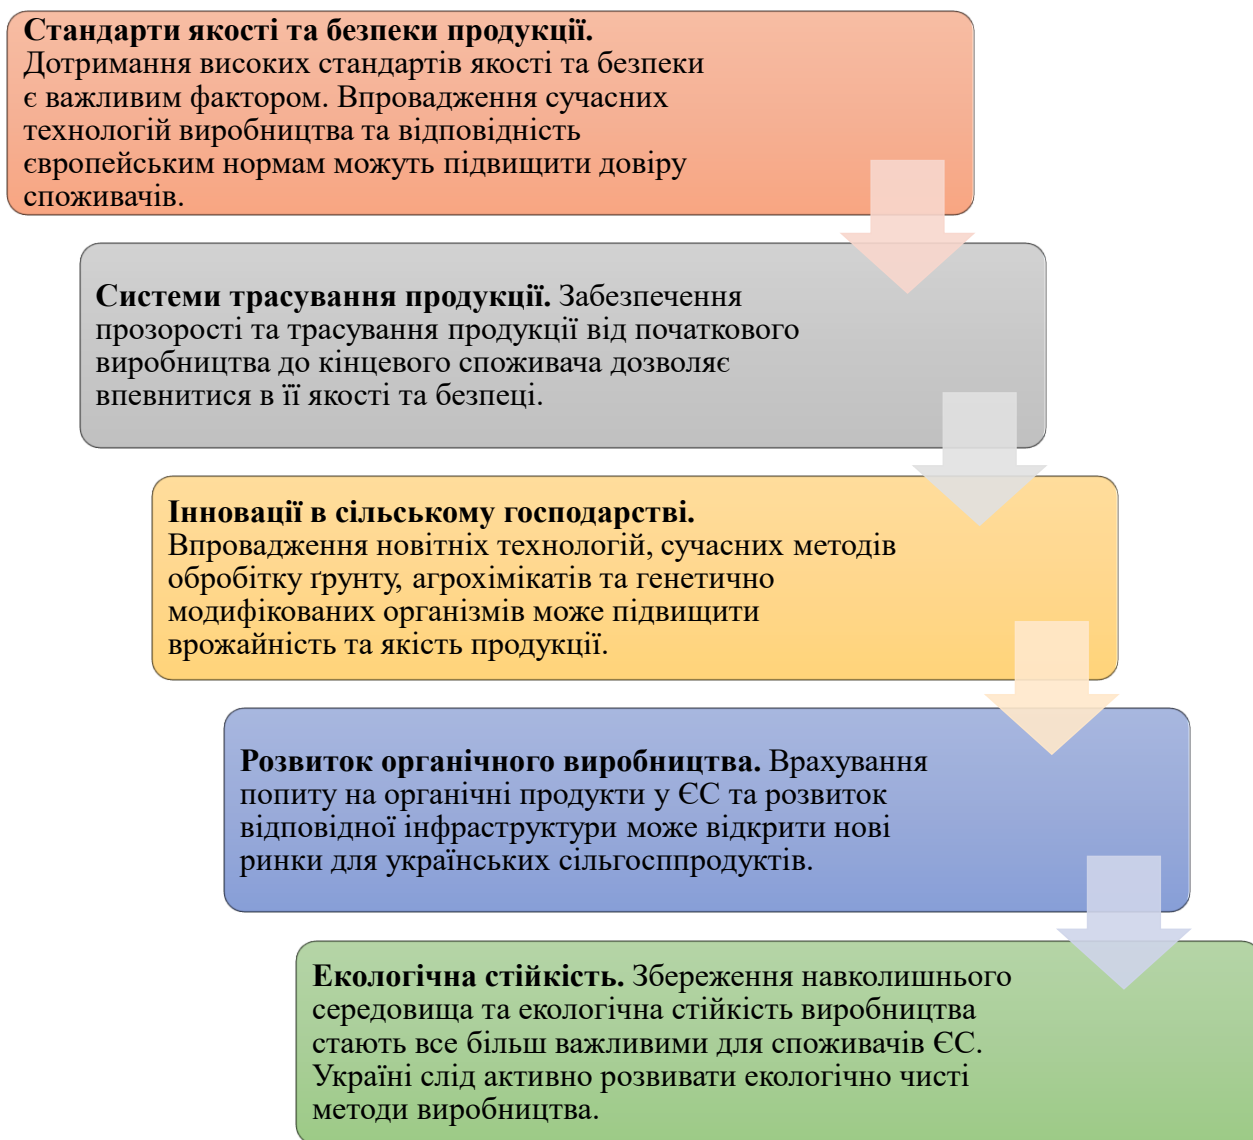 Стандарти якості та безпеки продукції.
Дотримання високих стандартів якості та безпеки
є важливим фактором. Впровадження сучасних
технологій виробництва та відповідність
європейським нормам можуть підвищити довіру
споживачів.
Системи трасування продукції. Забезпечення
прозорості та трасування продукції від початкового
виробництва до кінцевого споживача дозволяє
впевнитися в її якості та безпеці.
Інновації в сільському господарстві.
Впровадження новітніх технологій, сучасних методів
обробітку ґрунту, агрохімікатів та генетично
модифікованих організмів може підвищити
врожайність та якість продукції.
Розвиток органічного виробництва. Врахування
попиту на органічні продукти у ЄС та розвиток
відповідної інфраструктури може відкрити нові
ринки для українських сільгосппродуктів.
Екологічна стійкість. Збереження навколишнього
середовища та екологічна стійкість виробництва
стають все більш важливими для споживачів ЄС.
Україні слід активно розвивати екологічно чисті
методи виробництва.